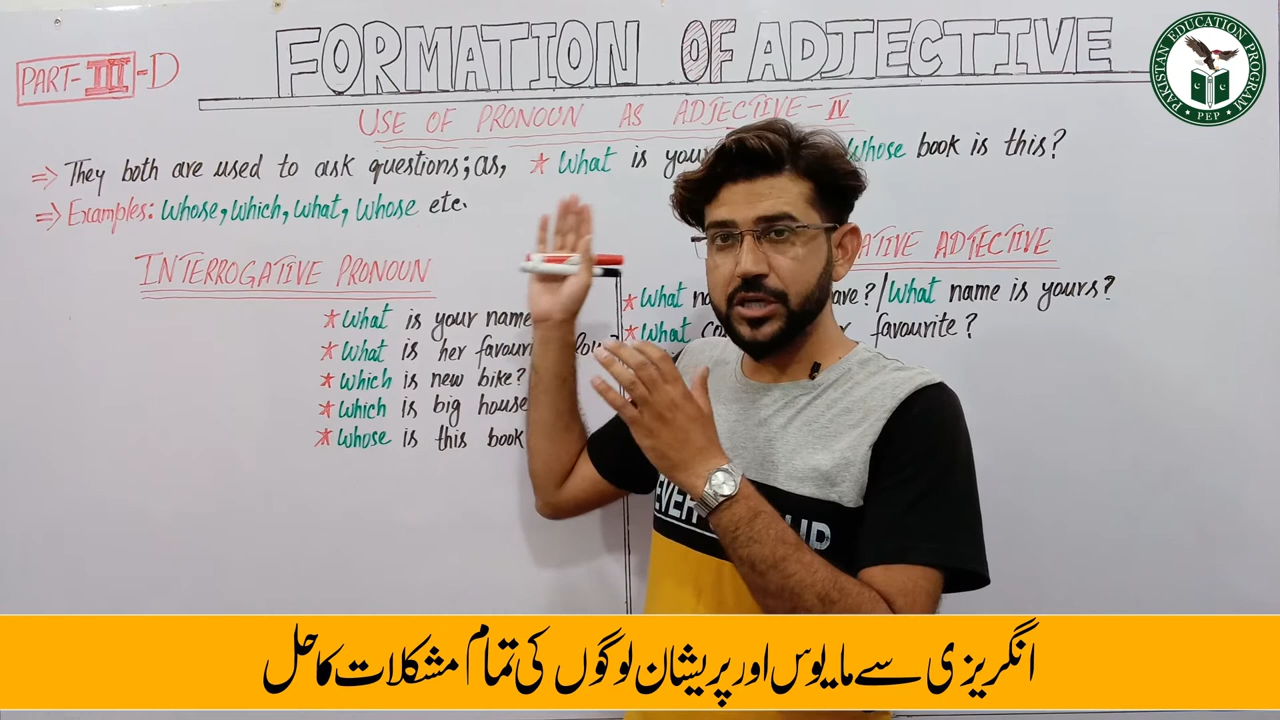 FORMATION OF ADJECTIVE
PART-III-D
PAKISTAN EDUCATION PROGRAM
PEP
USE OF PRONOUN AS ADJECTIVE-IV
⇒ They both are used to ask questions; as, * What is your Whose book is this?
⇒ Examples: Whose, Which, What, Whose etc.
INTERROGATIVE PRONOUN
ATIVE ADJECTIVE
* What is your name
* What is her favouri
* Which is new bike?
* Which is big house
* Whose is this book
* What ave? / What name is yours?
* What favourite?
EVER UP
انگریزی سے مایوس اور پریشان لوگوں کی تمام مشکلات کا حل